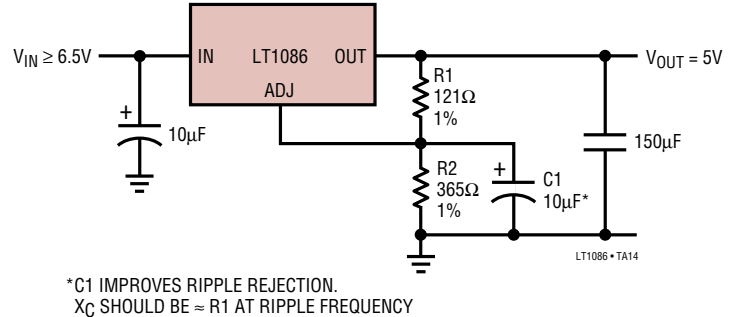 V_IN ≥ 6.5V
IN LT1086 OUT
ADJ
V_OUT = 5V
R1
121Ω
1%
+
10µF
150µF
R2
365Ω
1%
+
C1
10µF*
LT1086 • TA14
*C1 IMPROVES RIPPLE REJECTION.
X_C SHOULD BE ≈ R1 AT RIPPLE FREQUENCY